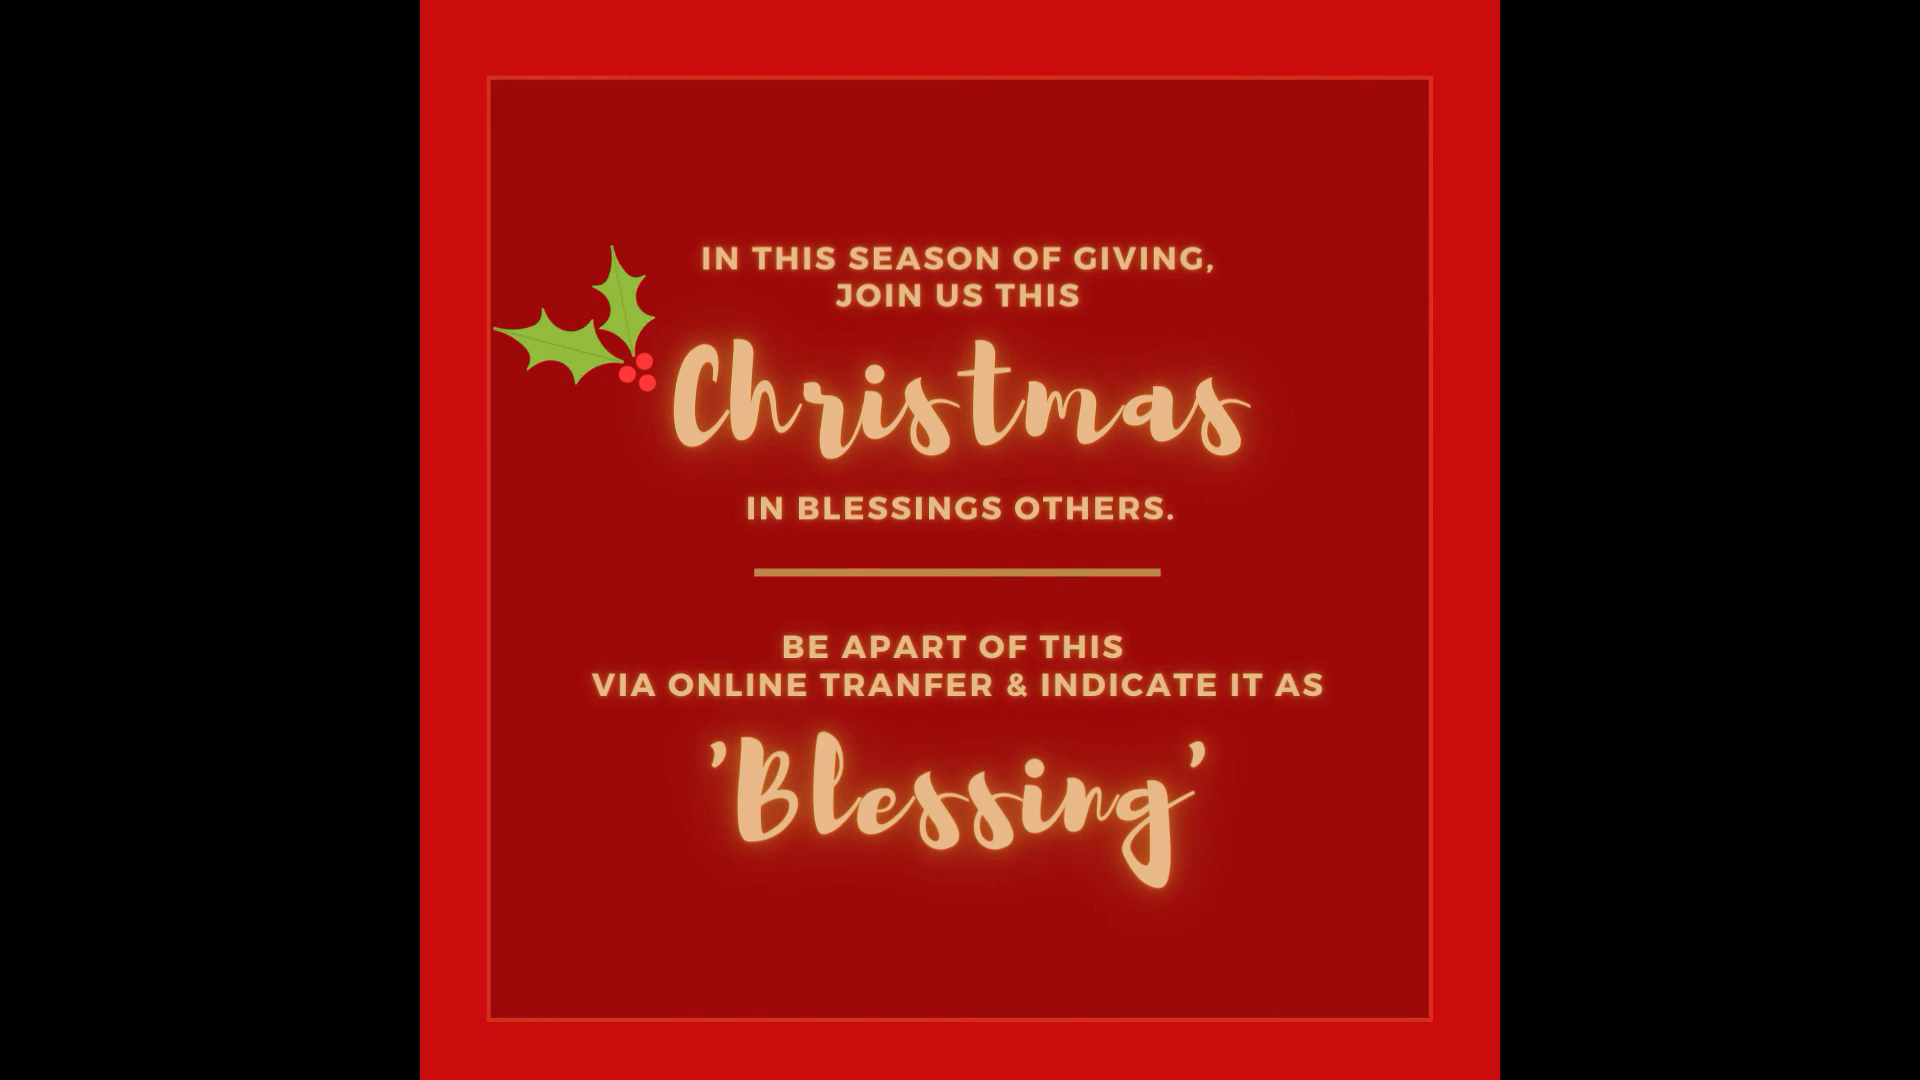 IN THIS SEASON OF GIVING,
JOIN US THIS
Christmas
IN BLESSINGS OTHERS.
BE APART OF THIS
VIA ONLINE TRANFER & INDICATE IT AS
'Blessing'